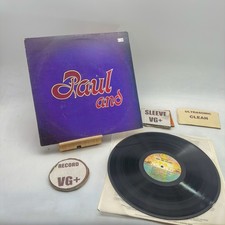 Paul
and
SLEEVE
VG+
ULTRASONIC
CLEAN
RECORD
VG+